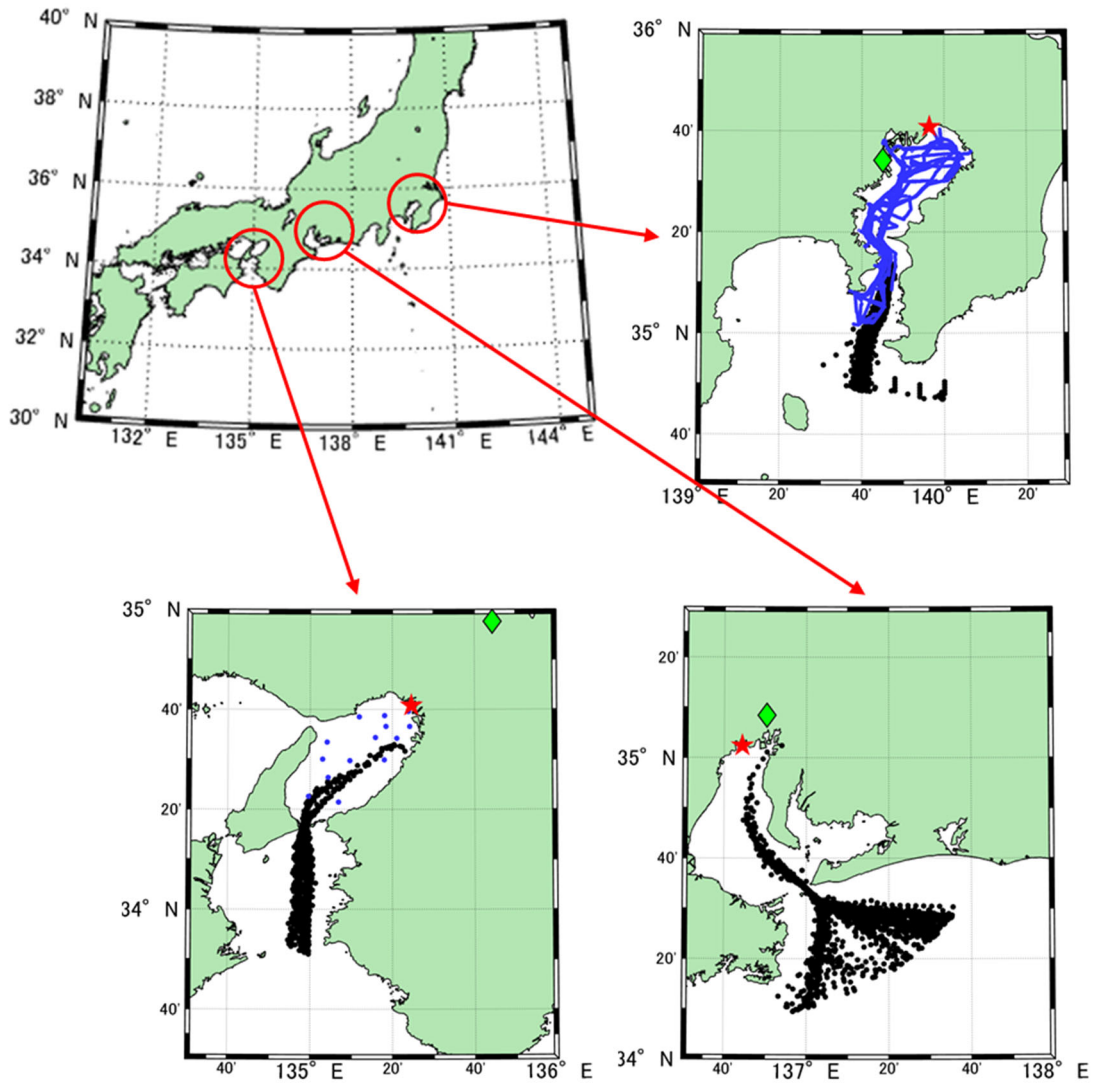 40° N
38° N
36° N
34° N
32° N
30° N
132° E
135° E
138° E
141° E
144° E
36° N
40'
20'
35° N
40'
139° E
20'
40'
140° E
20'
35° N
40'
20'
34° N
40'
40'
135° E
20'
40'
136° E
20'
35° N
40'
20'
34° N
40'
137° E
20'
40'
138° E